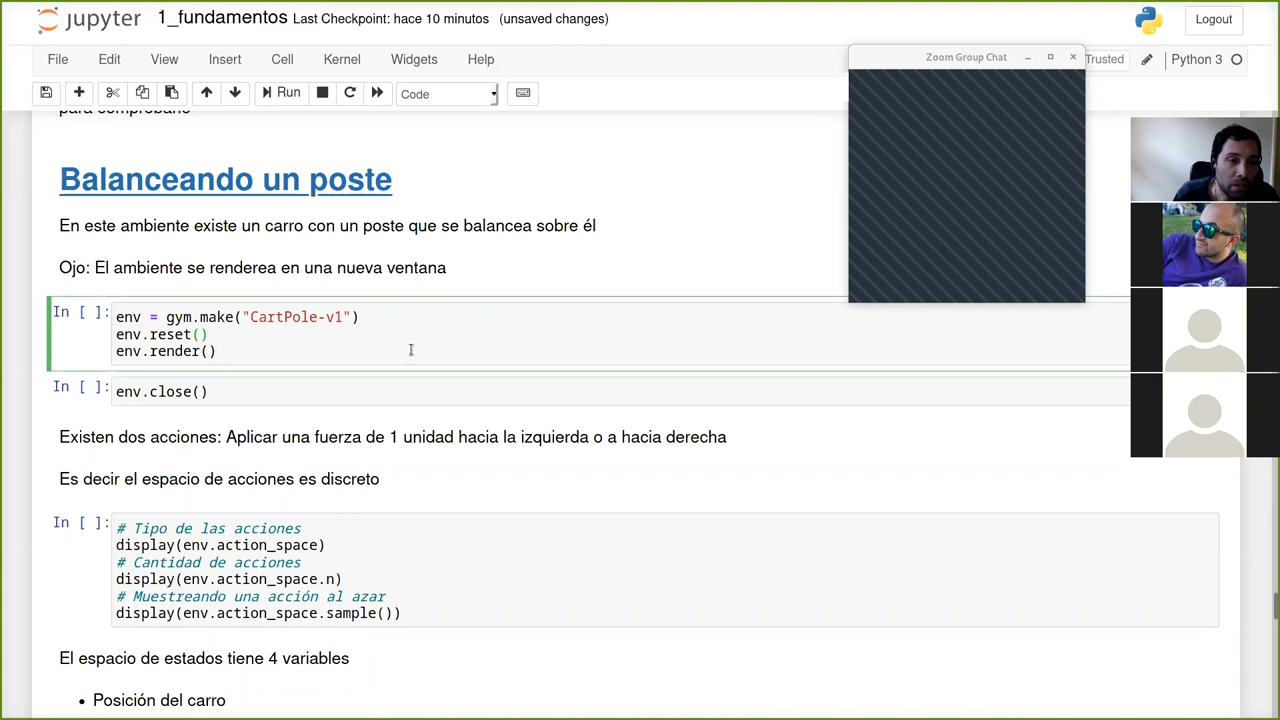 jupyter 1_fundamentos Last Checkpoint: hace 10 minutos (unsaved changes)
Logout
File Edit View Insert Cell Kernel Widgets Help
Trusted
Python 3
Zoom Group Chat
Run
Code
para comprobarlo
Balanceando un poste
En este ambiente existe un carro con un poste que se balancea sobre él
Ojo: El ambiente se renderea en una nueva ventana
In [ ]:
env = gym.make("CartPole-v1")
env.reset()
env.render()
In [ ]:
env.close()
Existen dos acciones: Aplicar una fuerza de 1 unidad hacia la izquierda o a hacia derecha
Es decir el espacio de acciones es discreto
In [ ]:
# Tipo de las acciones
display(env.action_space)
# Cantidad de acciones
display(env.action_space.n)
# Muestreando una acción al azar
display(env.action_space.sample())
El espacio de estados tiene 4 variables
• Posición del carro